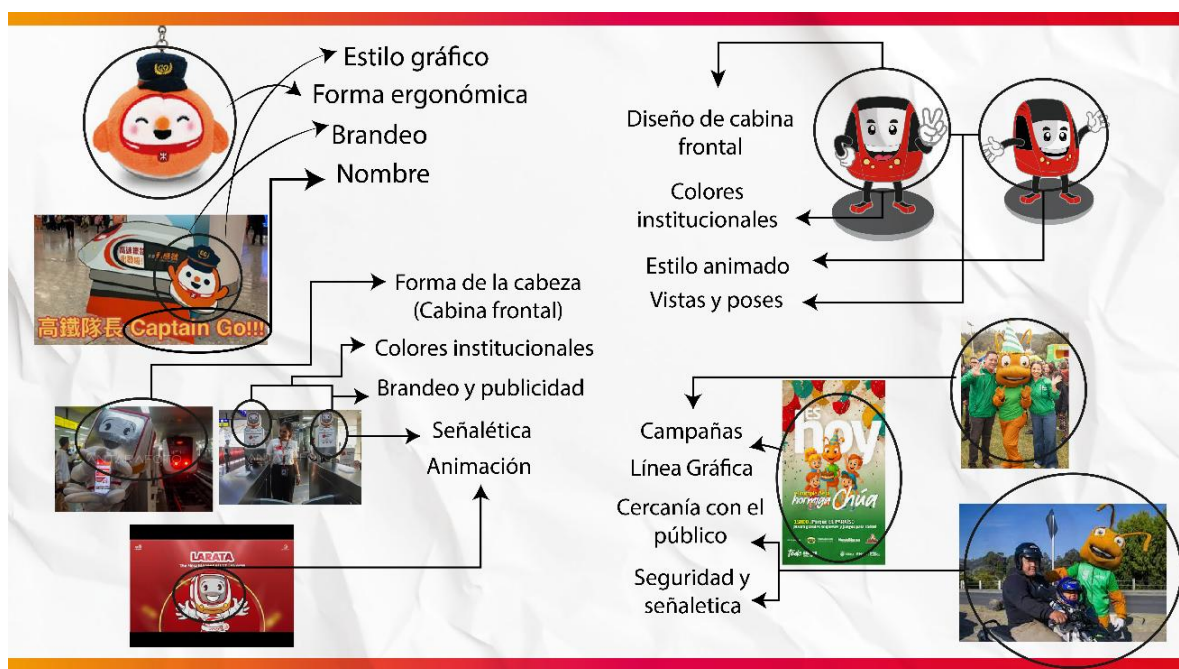 Estilo gráfico
Forma ergonómica
Brandeo
Nombre
高鐵隊長 Captain Go!!!
Forma de la cabeza
(Cabina frontal)
Colores institucionales
Brandeo y publicidad
Señalética
Animación
LARATA
Diseño de cabina
frontal
Colores
institucionales
Estilo animado
Vistas y poses
ES
hoy
hormiga Chúa
Campañas
Línea Gráfica
Cercanía con el
público
Seguridad y
señaletica